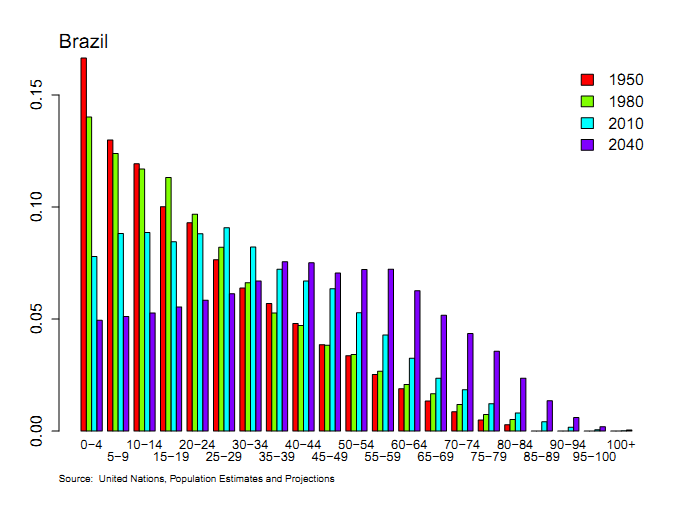 Brazil
1950
1980
2010
2040
0.15
0.10
0.05
0.00
0−4 10−14 20−24 30−34 40−44 50−54 60−64 70−74 80−84 90−94 100+
5−9 15−19 25−29 35−39 45−49 55−59 65−69 75−79 85−89 95−100
Source: United Nations, Population Estimates and Projections